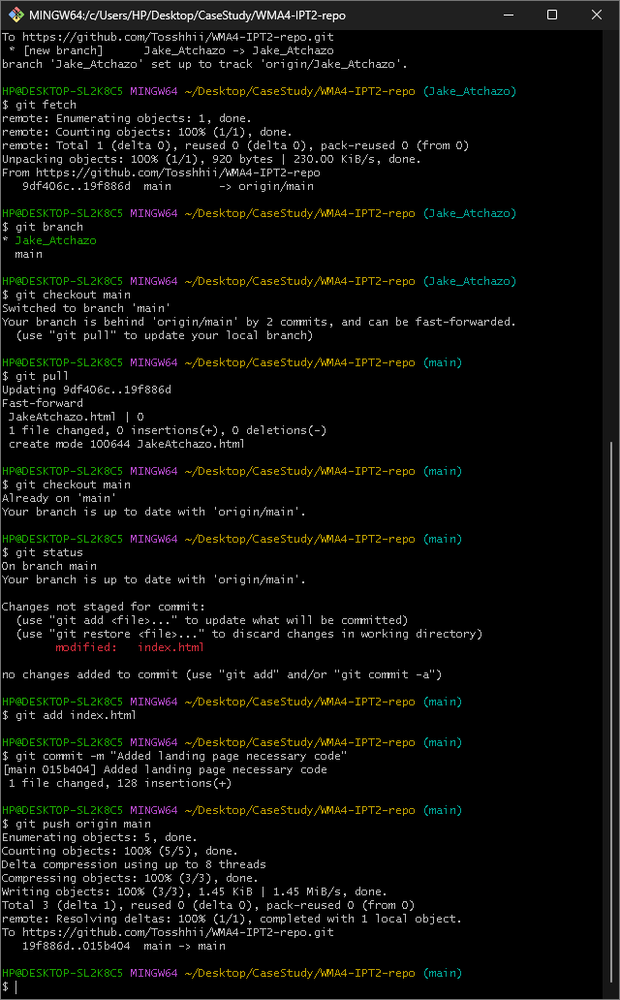 MINGW64:/c/Users/HP/Desktop/CaseStudy/WMA4-IPT2-repo
To https://github.com/Tosshhii/WMA4-IPT2-repo.git
 * [new branch]      Jake_Atchazo -> Jake_Atchazo
branch 'Jake_Atchazo' set up to track 'origin/Jake_Atchazo'.
HP@DESKTOP-SL2K8C5 MINGW64 ~/Desktop/CaseStudy/WMA4-IPT2-repo (Jake_Atchazo)
$ git fetch
remote: Enumerating objects: 1, done.
remote: Counting objects: 100% (1/1), done.
remote: Total 1 (delta 0), reused 0 (delta 0), pack-reused 0 (from 0)
Unpacking objects: 100% (1/1), 920 bytes | 230.00 KiB/s, done.
From https://github.com/Tosshhii/WMA4-IPT2-repo
   9df406c..19f886d  main       -> origin/main
HP@DESKTOP-SL2K8C5 MINGW64 ~/Desktop/CaseStudy/WMA4-IPT2-repo (Jake_Atchazo)
$ git branch
* Jake_Atchazo
  main
HP@DESKTOP-SL2K8C5 MINGW64 ~/Desktop/CaseStudy/WMA4-IPT2-repo (Jake_Atchazo)
$ git checkout main
Switched to branch 'main'
Your branch is behind 'origin/main' by 2 commits, and can be fast-forwarded.
  (use "git pull" to update your local branch)
HP@DESKTOP-SL2K8C5 MINGW64 ~/Desktop/CaseStudy/WMA4-IPT2-repo (main)
$ git pull
Updating 9df406c..19f886d
Fast-forward
 JakeAtchazo.html | 0
 1 file changed, 0 insertions(+), 0 deletions(-)
 create mode 100644 JakeAtchazo.html
HP@DESKTOP-SL2K8C5 MINGW64 ~/Desktop/CaseStudy/WMA4-IPT2-repo (main)
$ git checkout main
Already on 'main'
Your branch is up to date with 'origin/main'.
HP@DESKTOP-SL2K8C5 MINGW64 ~/Desktop/CaseStudy/WMA4-IPT2-repo (main)
$ git status
On branch main
Your branch is up to date with 'origin/main'.
Changes not staged for commit:
  (use "git add <file>..." to update what will be committed)
  (use "git restore <file>..." to discard changes in working directory)
        modified:   index.html
no changes added to commit (use "git add" and/or "git commit -a")
HP@DESKTOP-SL2K8C5 MINGW64 ~/Desktop/CaseStudy/WMA4-IPT2-repo (main)
$ git add index.html
HP@DESKTOP-SL2K8C5 MINGW64 ~/Desktop/CaseStudy/WMA4-IPT2-repo (main)
$ git commit -m "Added landing page necessary code"
[main 015b404] Added landing page necessary code
 1 file changed, 128 insertions(+)
HP@DESKTOP-SL2K8C5 MINGW64 ~/Desktop/CaseStudy/WMA4-IPT2-repo (main)
$ git push origin main
Enumerating objects: 5, done.
Counting objects: 100% (5/5), done.
Delta compression using up to 8 threads
Compressing objects: 100% (3/3), done.
Writing objects: 100% (3/3), 1.45 KiB | 1.45 MiB/s, done.
Total 3 (delta 1), reused 0 (delta 0), pack-reused 0 (from 0)
remote: Resolving deltas: 100% (1/1), completed with 1 local object.
To https://github.com/Tosshhii/WMA4-IPT2-repo.git
   19f886d..015b404  main -> main
HP@DESKTOP-SL2K8C5 MINGW64 ~/Desktop/CaseStudy/WMA4-IPT2-repo (main)
$